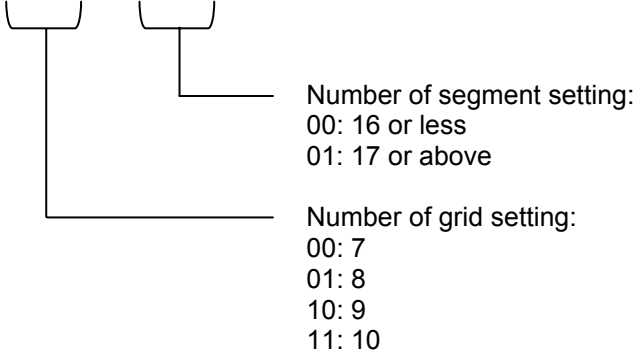 Number of segment setting:
00: 16 or less
01: 17 or above
Number of grid setting:
00: 7
01: 8
10: 9
11: 10